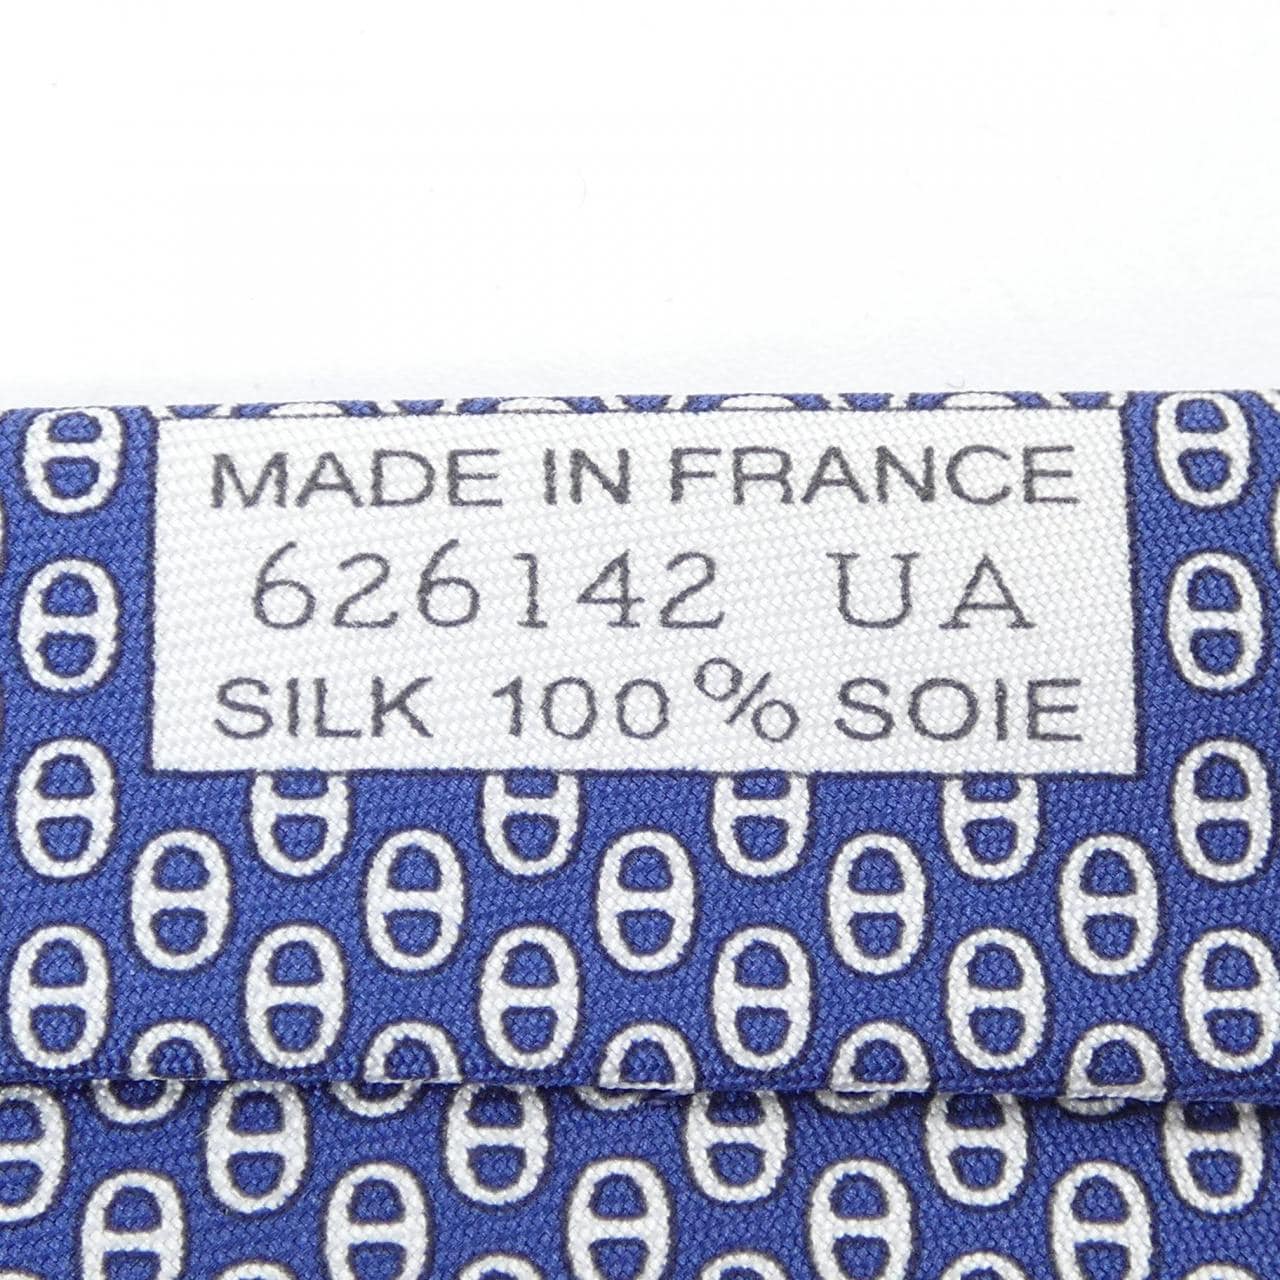 MADE IN FRANCE
626142 UA
SILK 100% SOIE